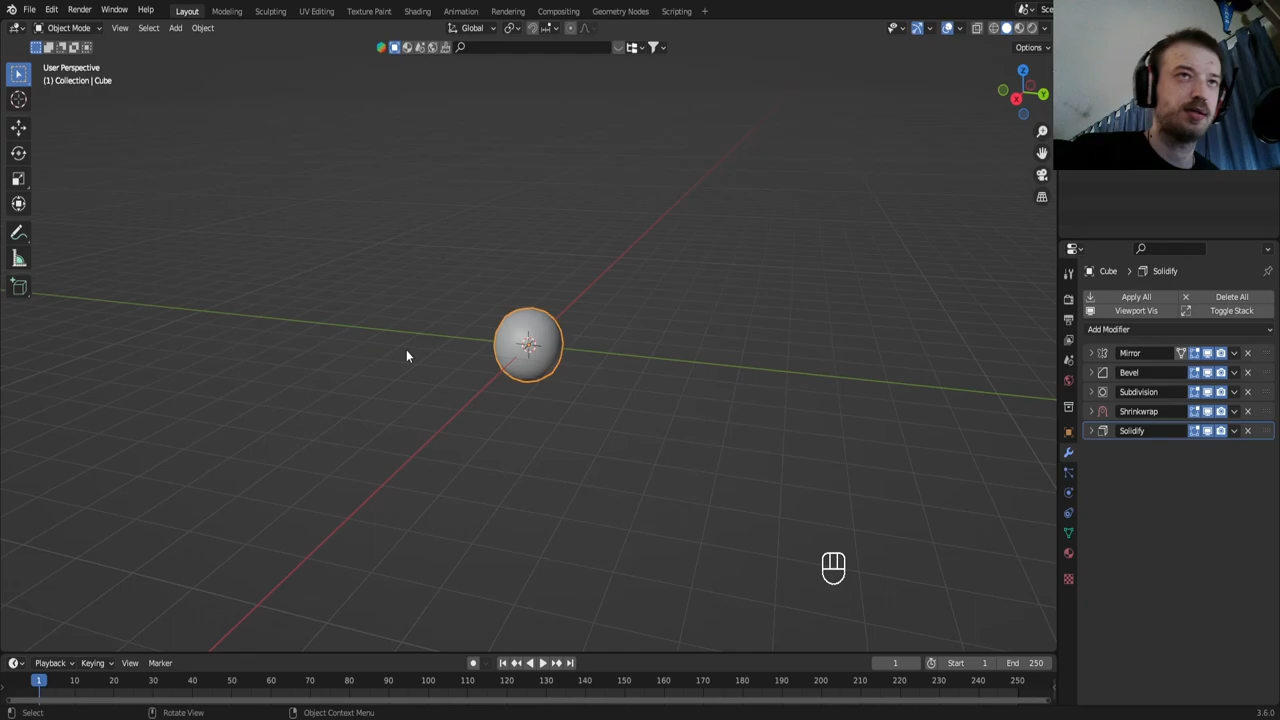 File Edit Render Window Help Layout Modeling Sculpting UV Editing Texture Paint Shading Animation Rendering Compositing Geometry Nodes Scripting + Sce
Object Mode View Select Add Object Global
Options
User Perspective
(1) Collection | Cube
Z
Y
X
Cube > Solidify
Apply All Delete All
Viewport Vis Toggle Stack
Add Modifier
Mirror
Bevel
Subdivision
Shrinkwrap
Solidify
Playback Keying View Marker 1 Start 1 End 250
1 10 20 30 40 50 60 70 80 90 100 110 120 130 140 150 160 170 180 190 200 210 220 230 240 250
Select Rotate View Object Context Menu 3.6.0